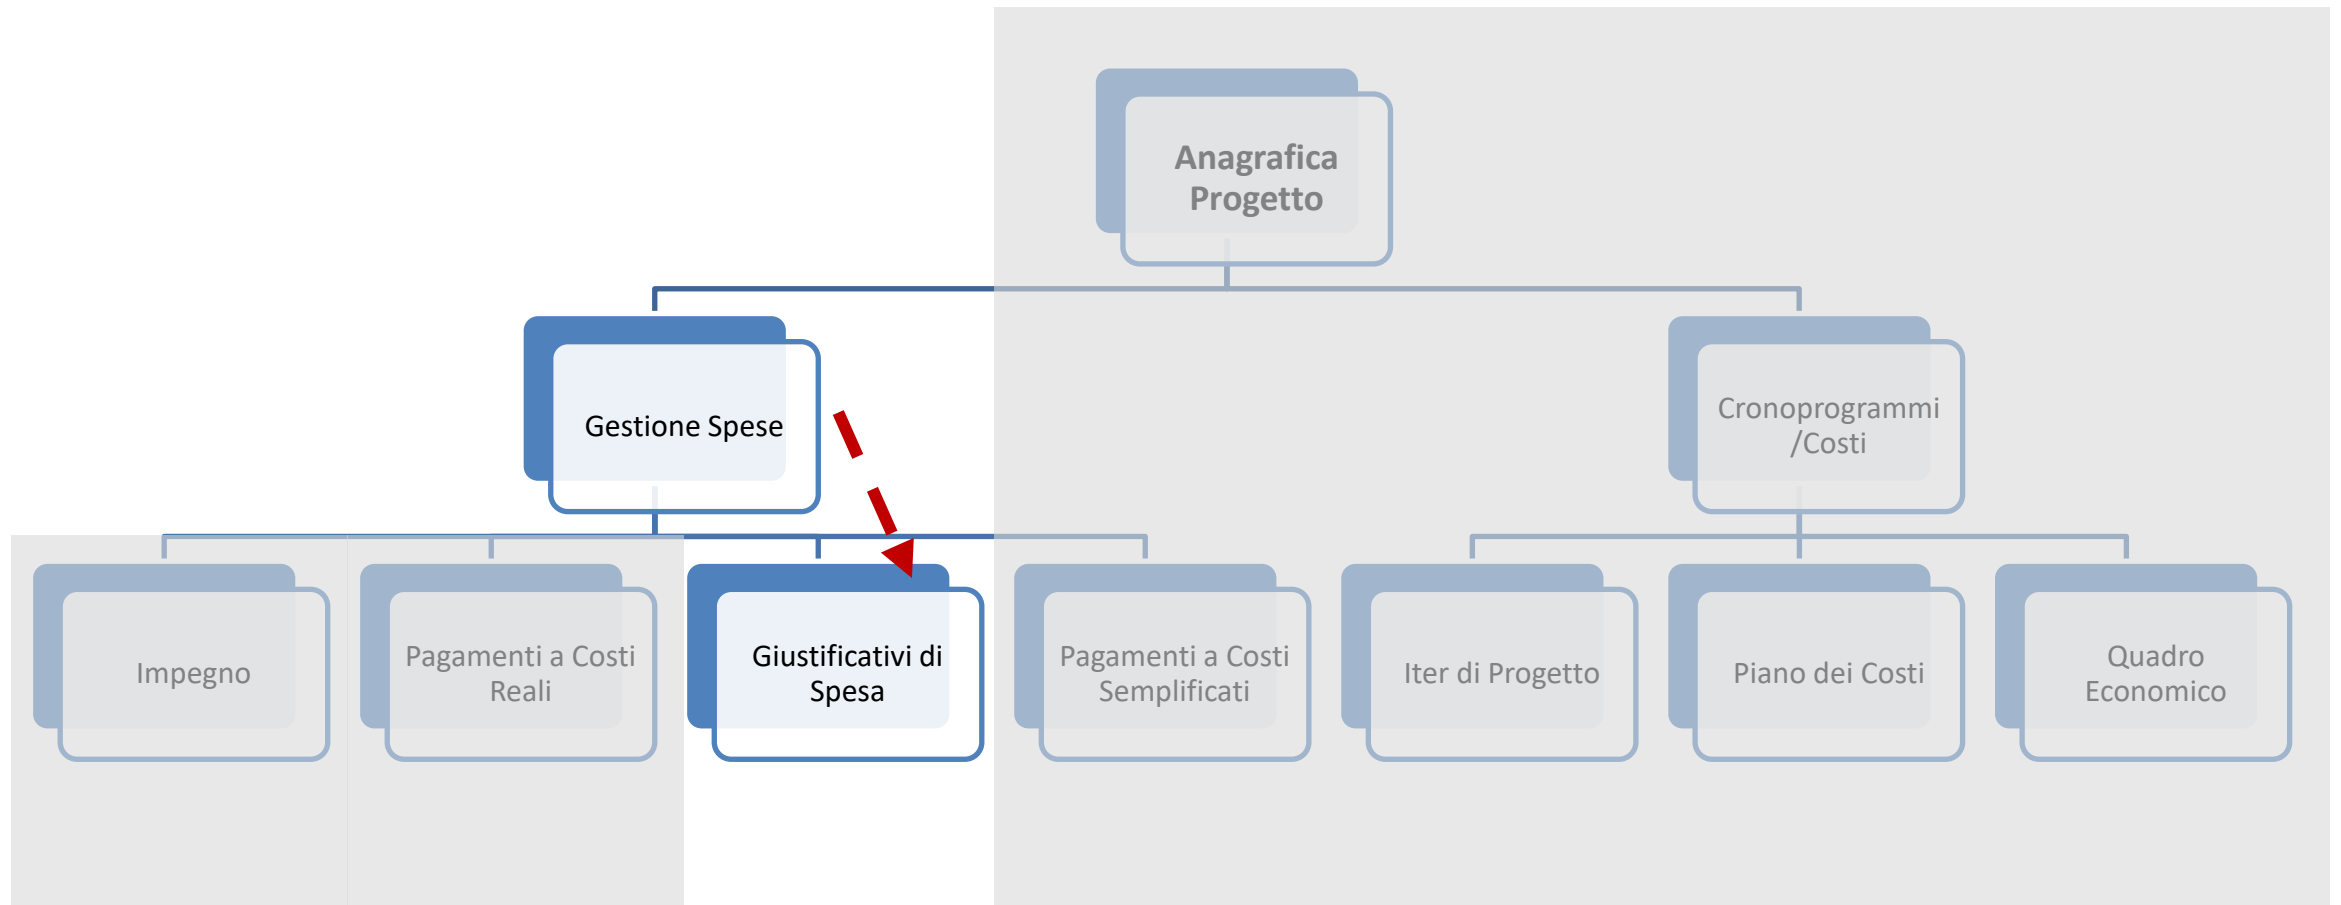 Anagrafica
Progetto
Gestione Spese
Cronoprogrammi
/Costi
Impegno
Pagamenti a Costi
Reali
Giustificativi di
Spesa
Pagamenti a Costi
Semplificati
Iter di Progetto
Piano dei Costi
Quadro
Economico